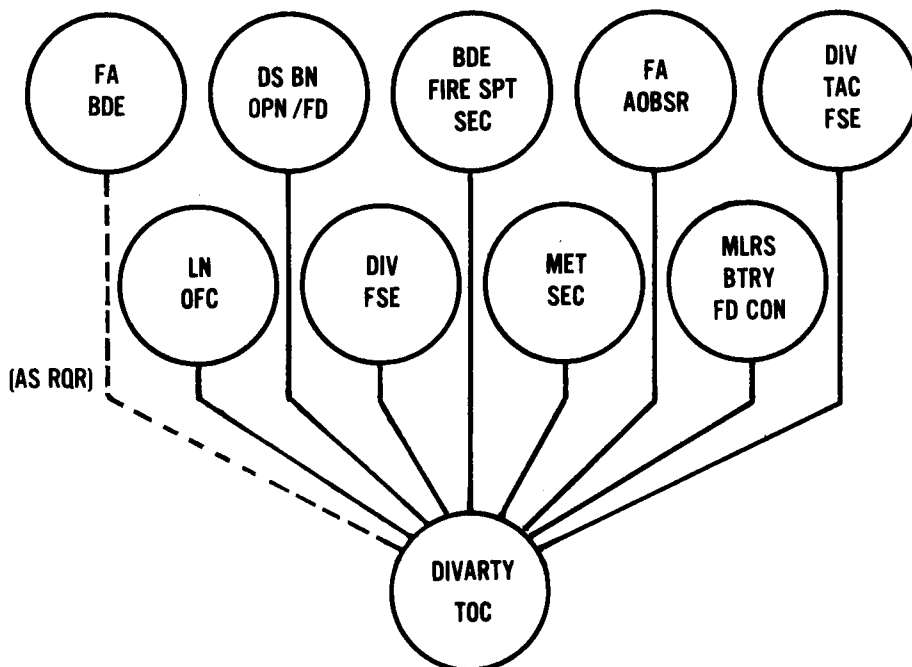 FA
BDE
DS BN
OPN/FD
BDE
FIRE SPT
SEC
FA
AOBSR
DIV
TAC
FSE
LN
OFC
DIV
FSE
MET
SEC
MLRS
BTRY
FD CON
(AS RQR)
DIVARTY
TOC